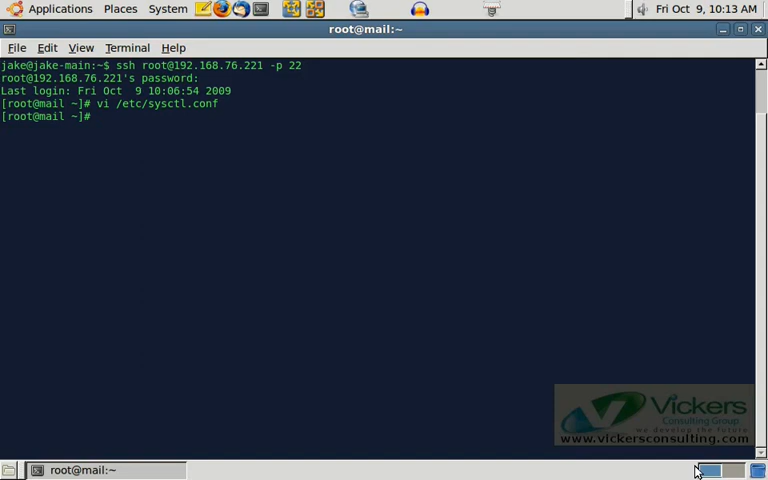 Applications Places System Fri Oct 9, 10:13 AM
root@mail:~
File Edit View Terminal Help
jake@jake-main:~$ ssh root@192.168.76.221 -p 22
root@192.168.76.221's password:
Last login: Fri Oct  9 10:06:54 2009
[root@mail ~]# vi /etc/sysctl.conf
[root@mail ~]#
Vickers
Consulting Group
we develop the future
www.vickersconsulting.com
root@mail:~